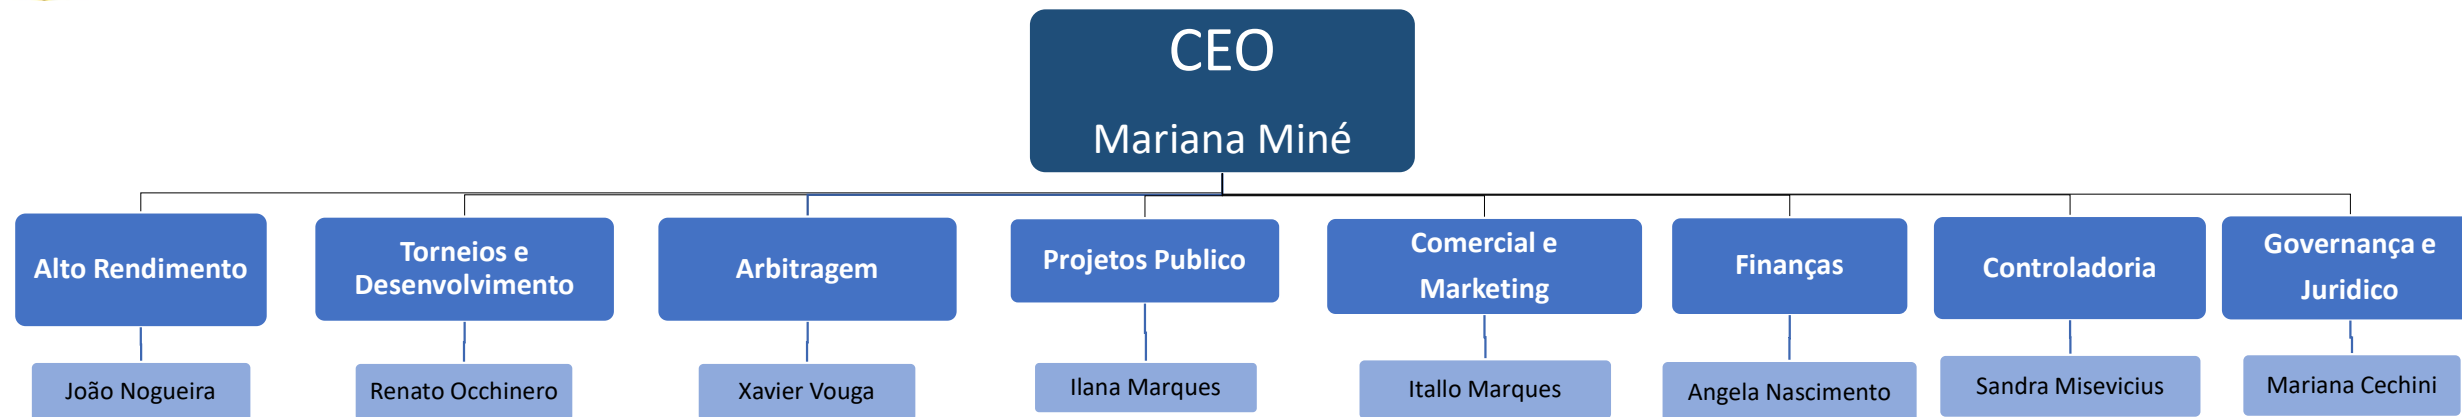 CEO
Mariana Miné
Alto Rendimento
Torneios e
Desenvolvimento
Arbitragem
Projetos Publico
Comercial e
Marketing
Finanças
Controladoria
Governança e
Juridico
João Nogueira
Renato Occhinero
Xavier Vouga
Ilana Marques
Itallo Marques
Angela Nascimento
Sandra Misevicius
Mariana Cechini